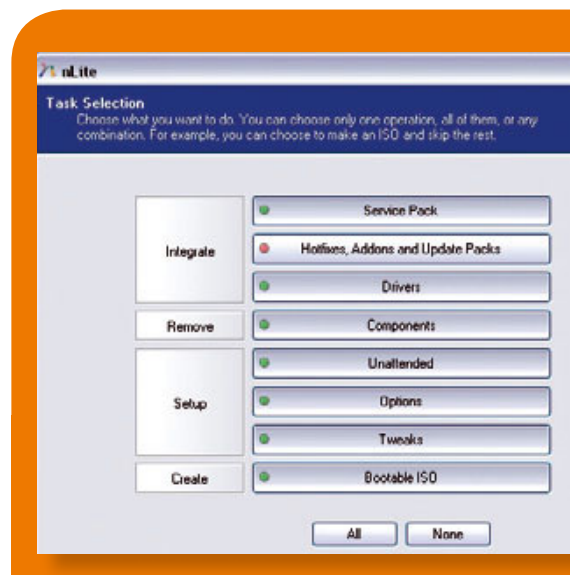 nLite
Task Selection
Choose what you want to do. You can choose only one operation, all of them, or any
combination. For example, you can choose to make an ISO and skip the rest.
Integrate
Service Pack
Hotfixes, Addons and Update Packs
Drivers
Remove
Components
Setup
Unattended
Options
Tweaks
Create
Bootable ISO
All
None